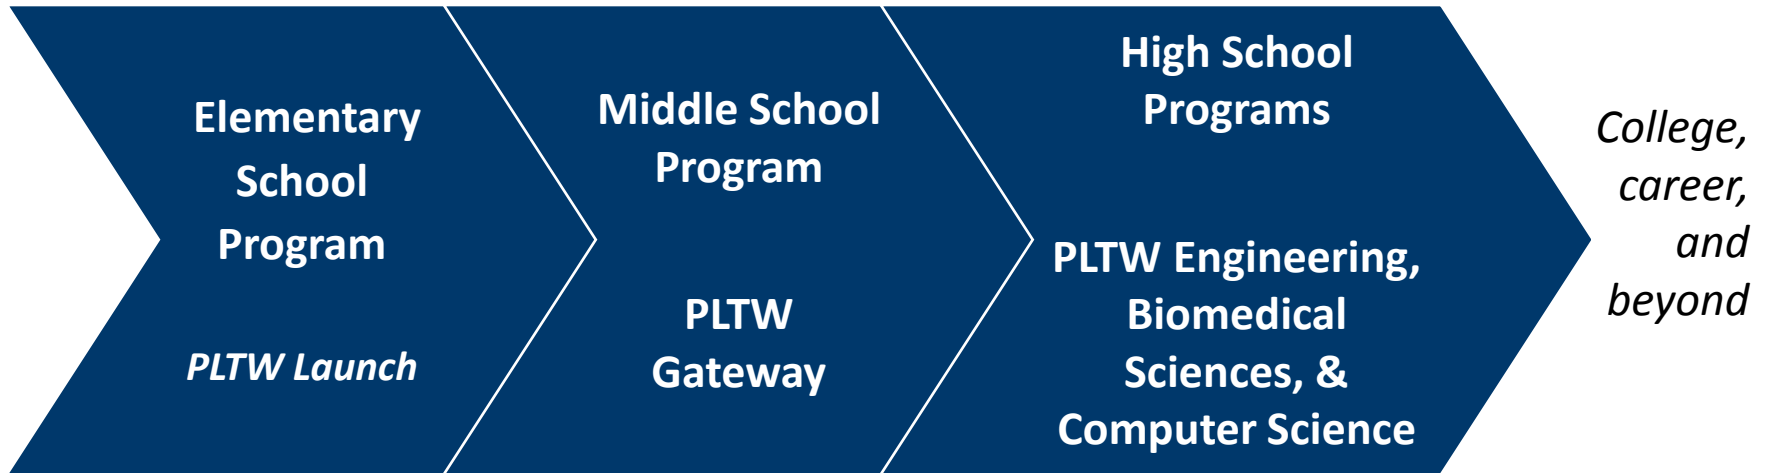 Elementary
School
Program
PLTW Launch
Middle School
Program
PLTW
Gateway
High School
Programs
PLTW Engineering,
Biomedical
Sciences, &
Computer Science
College,
career,
and
beyond